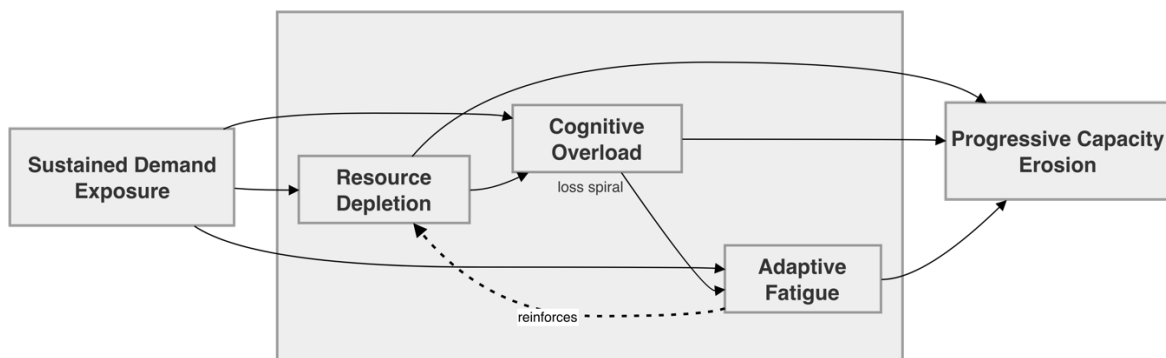 Sustained Demand
Exposure
Resource
Depletion
Cognitive
Overload
loss spiral
Adaptive
Fatigue
reinforces
Progressive Capacity
Erosion